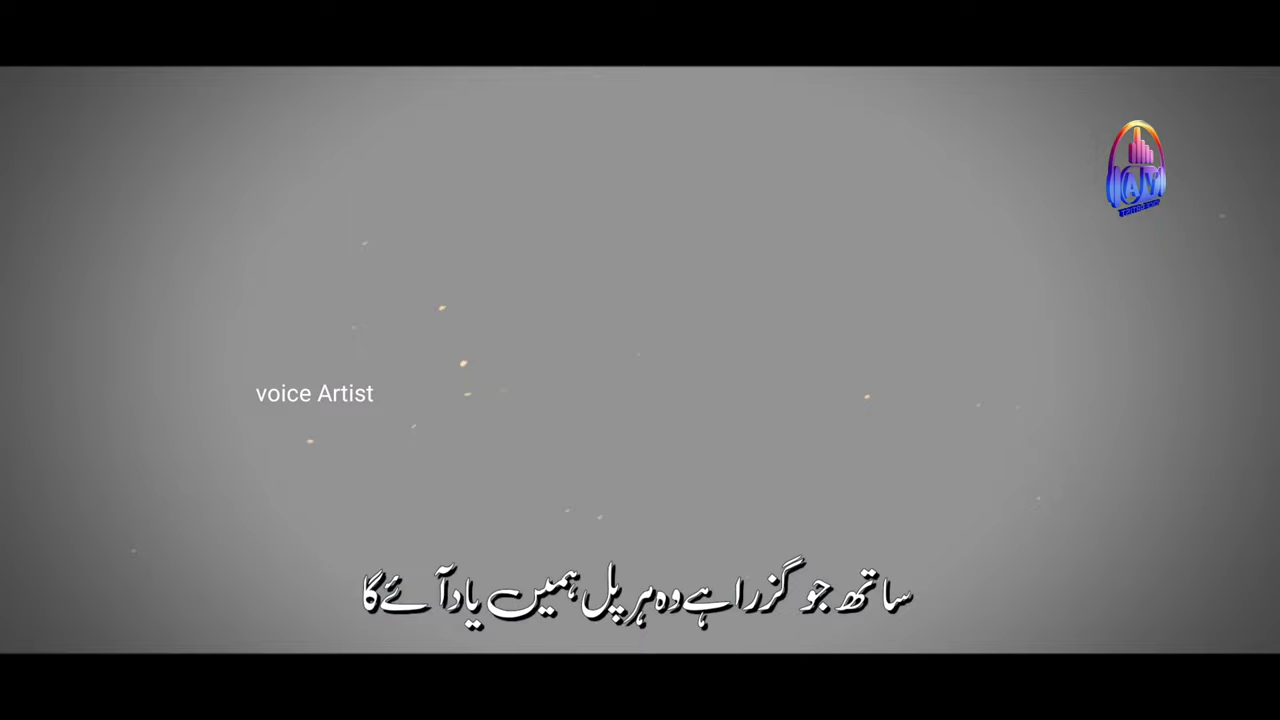 voice Artist
ساتھ جو گزرا ہے وہ ہر پل ہمیں یاد آئے گا